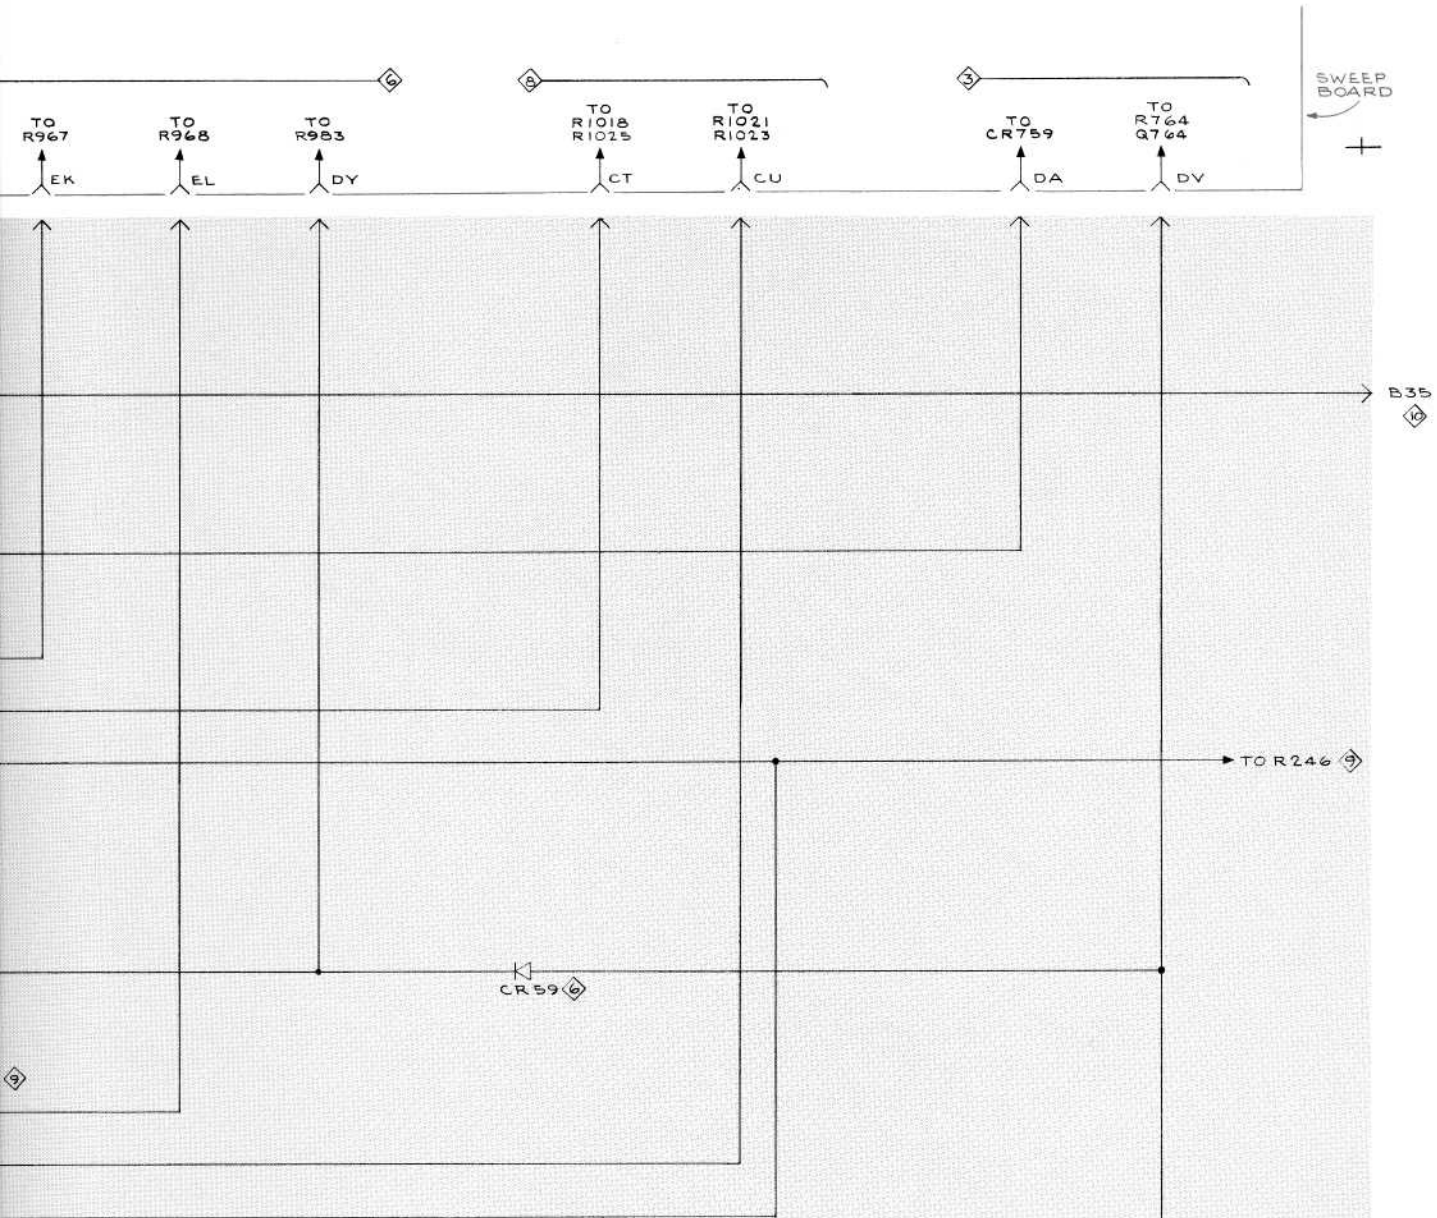 6
8
3
SWEEP
BOARD
TO
R967
TO
R968
TO
R983
TO
R1018
R1025
TO
R1021
R1023
TO
CR759
TO
R764
Q764
EK
EL
DY
CT
CU
DA
DV
B35
10
TO R246 9
CR59 6
9